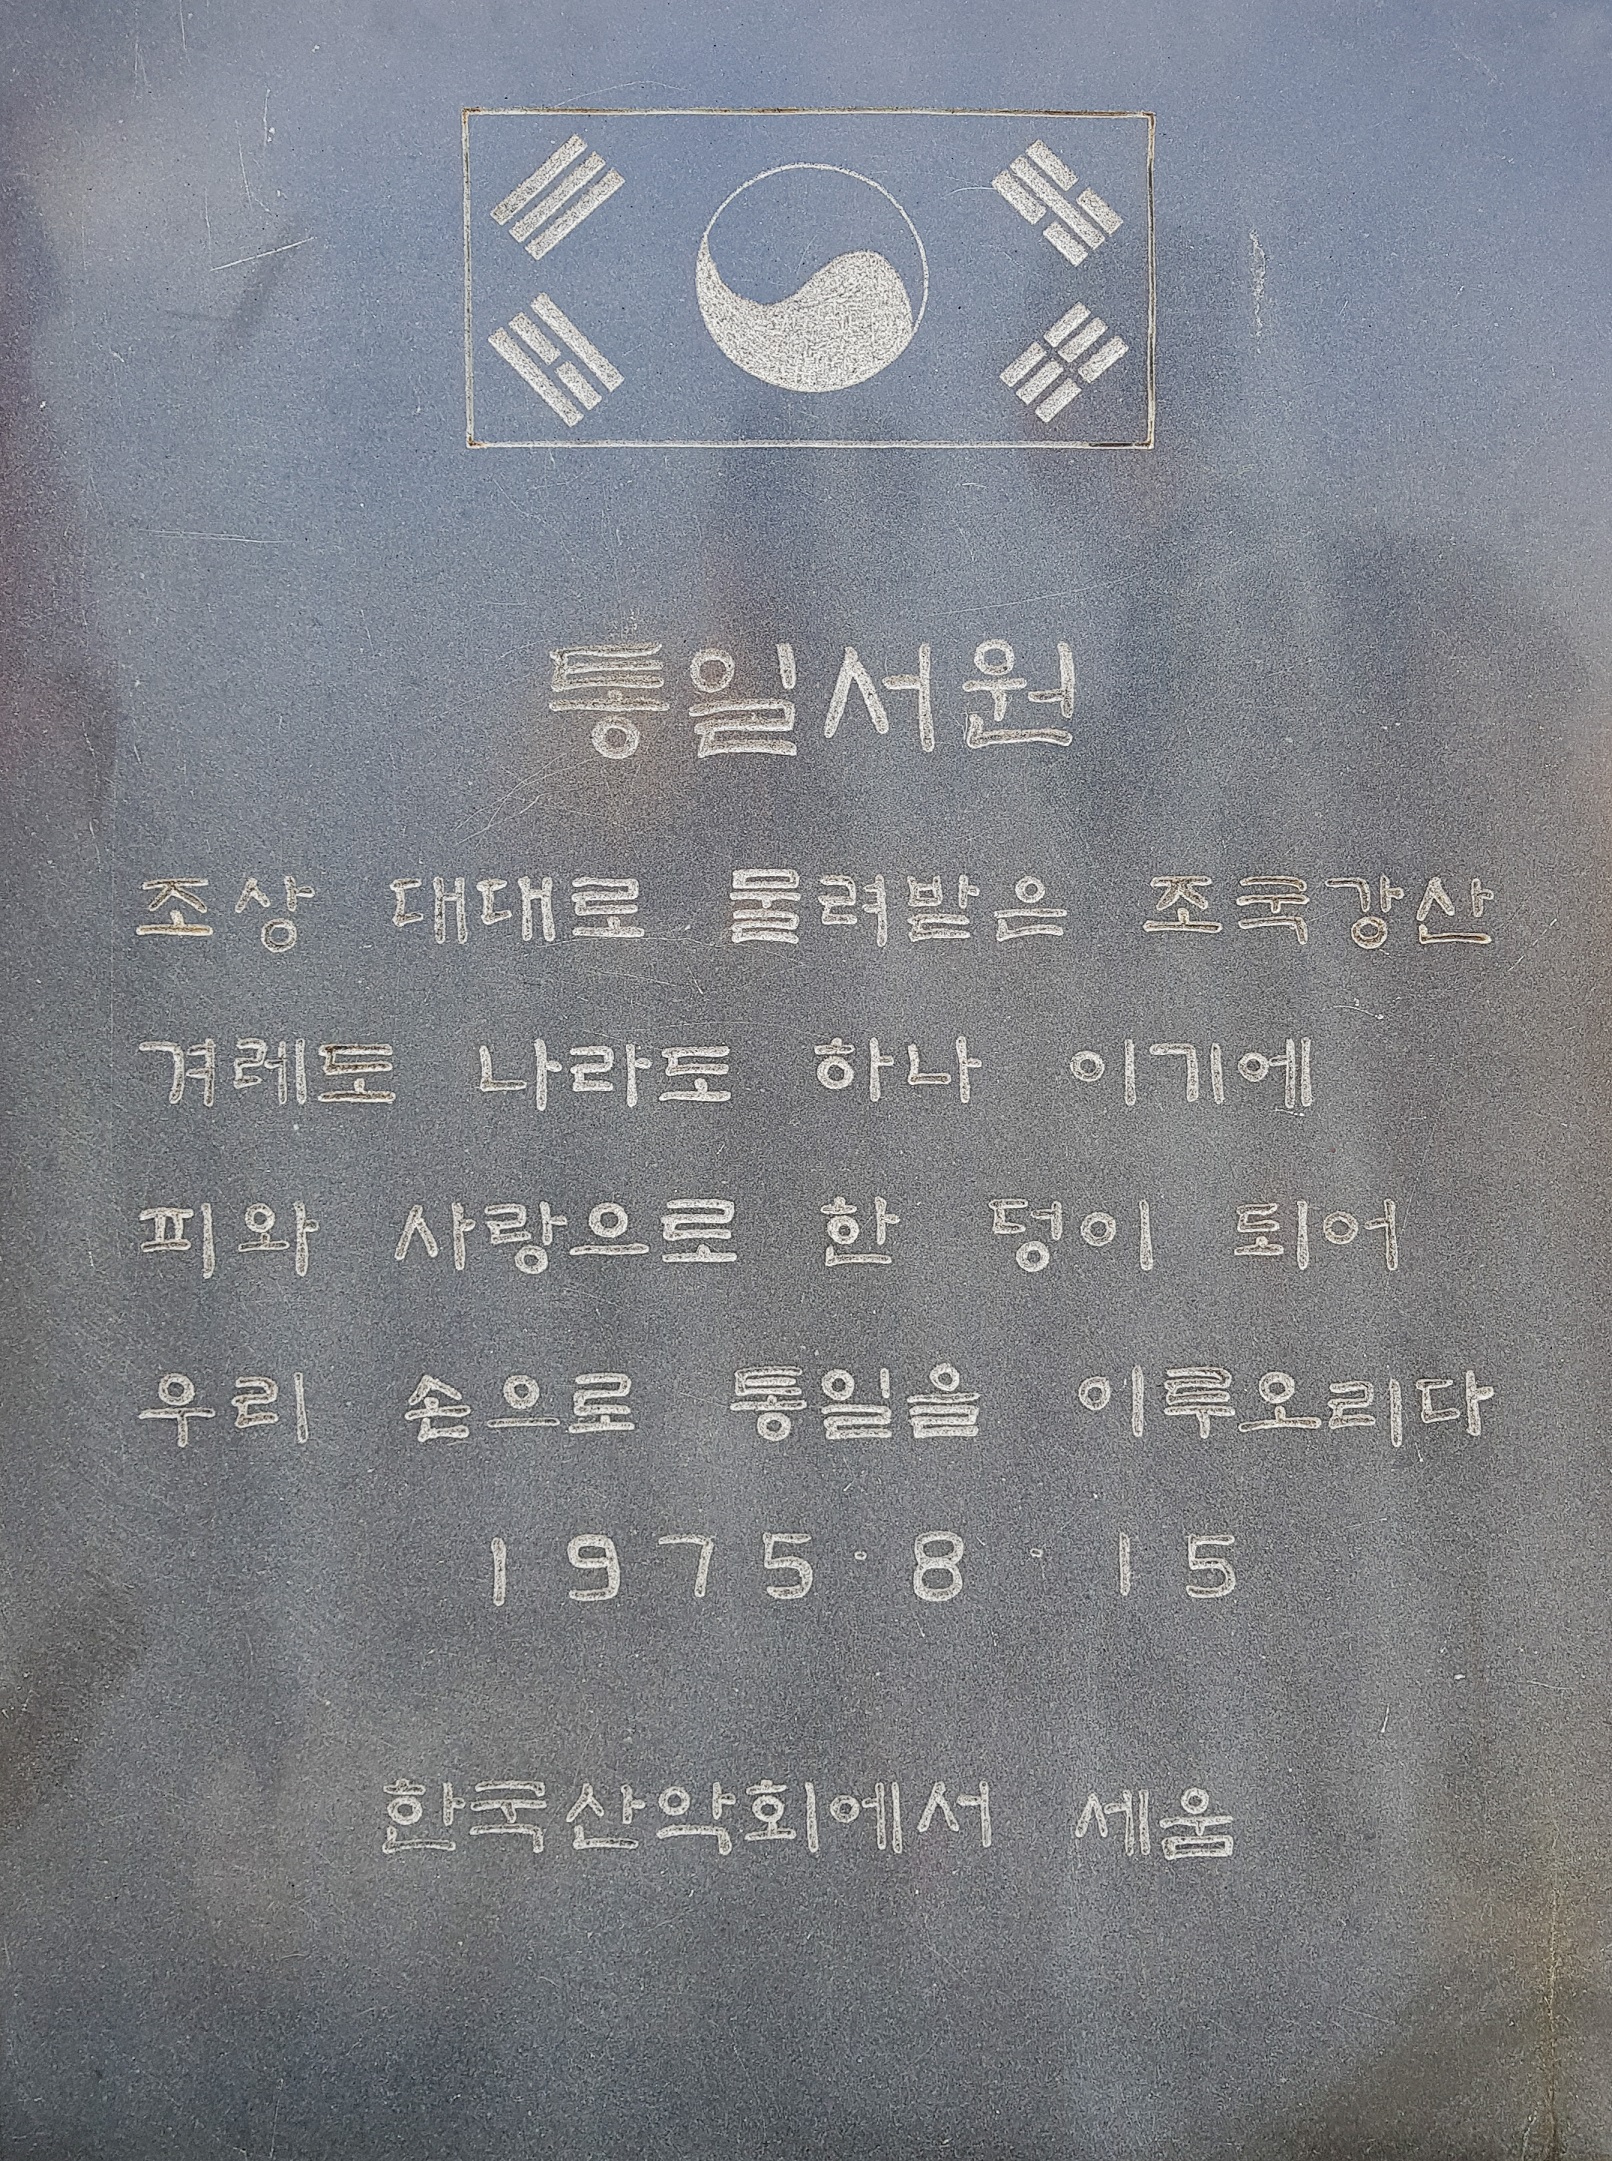 통일서원
조상 대대로 물려받은 조국강산
겨레도 나라도 하나 이기에
피와 사랑으로 한 덩이 되어
우리 손으로 통일을 이루오리다
1975·8·15
한국산악회에서 세움